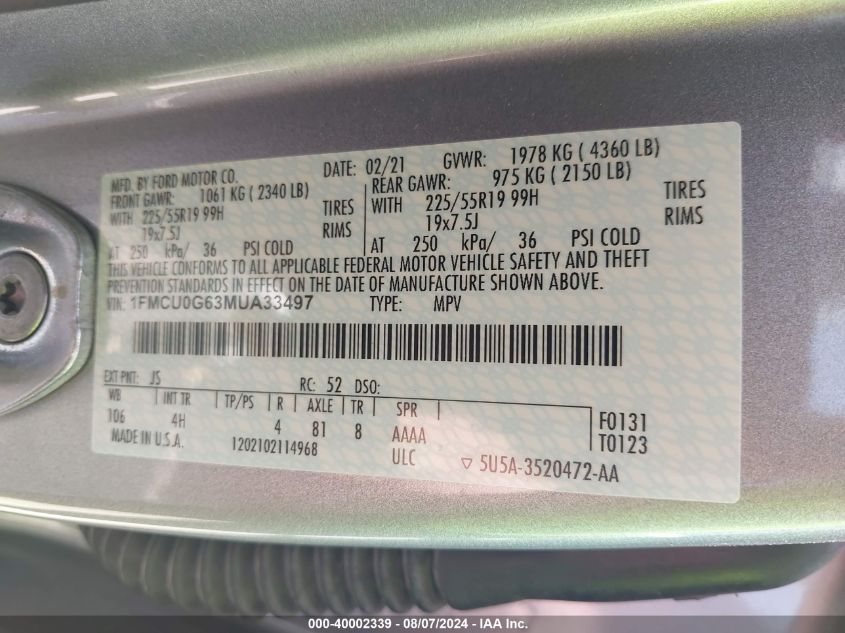 MFD. BY FORD MOTOR CO.
DATE: 02/21 GVWR: 1978 KG ( 4360 LB)
FRONT GAWR: 1061 KG ( 2340 LB)
REAR GAWR: 975 KG ( 2150 LB)
WITH 225/55R19 99H TIRES
WITH 225/55R19 99H TIRES
19x7.5J RIMS
19x7.5J RIMS
AT 250 kPa/ 36 PSI COLD
AT 250 kPa/ 36 PSI COLD
THIS VEHICLE CONFORMS TO ALL APPLICABLE FEDERAL MOTOR VEHICLE SAFETY AND THEFT
PREVENTION STANDARDS IN EFFECT ON THE DATE OF MANUFACTURE SHOWN ABOVE.
VIN: 1FMCU0G63MUA33497 TYPE: MPV
EXT PNT: JS RC: 52 DSO:
WB INT TR TP/PS R AXLE TR SPR
106 4H 4 81 8 AAAA
F0131
T0123
MADE IN U.S.A. 1202102114968
ULC 5U5A-3520472-AA
000-40002339 - 08/07/2024 - IAA Inc.